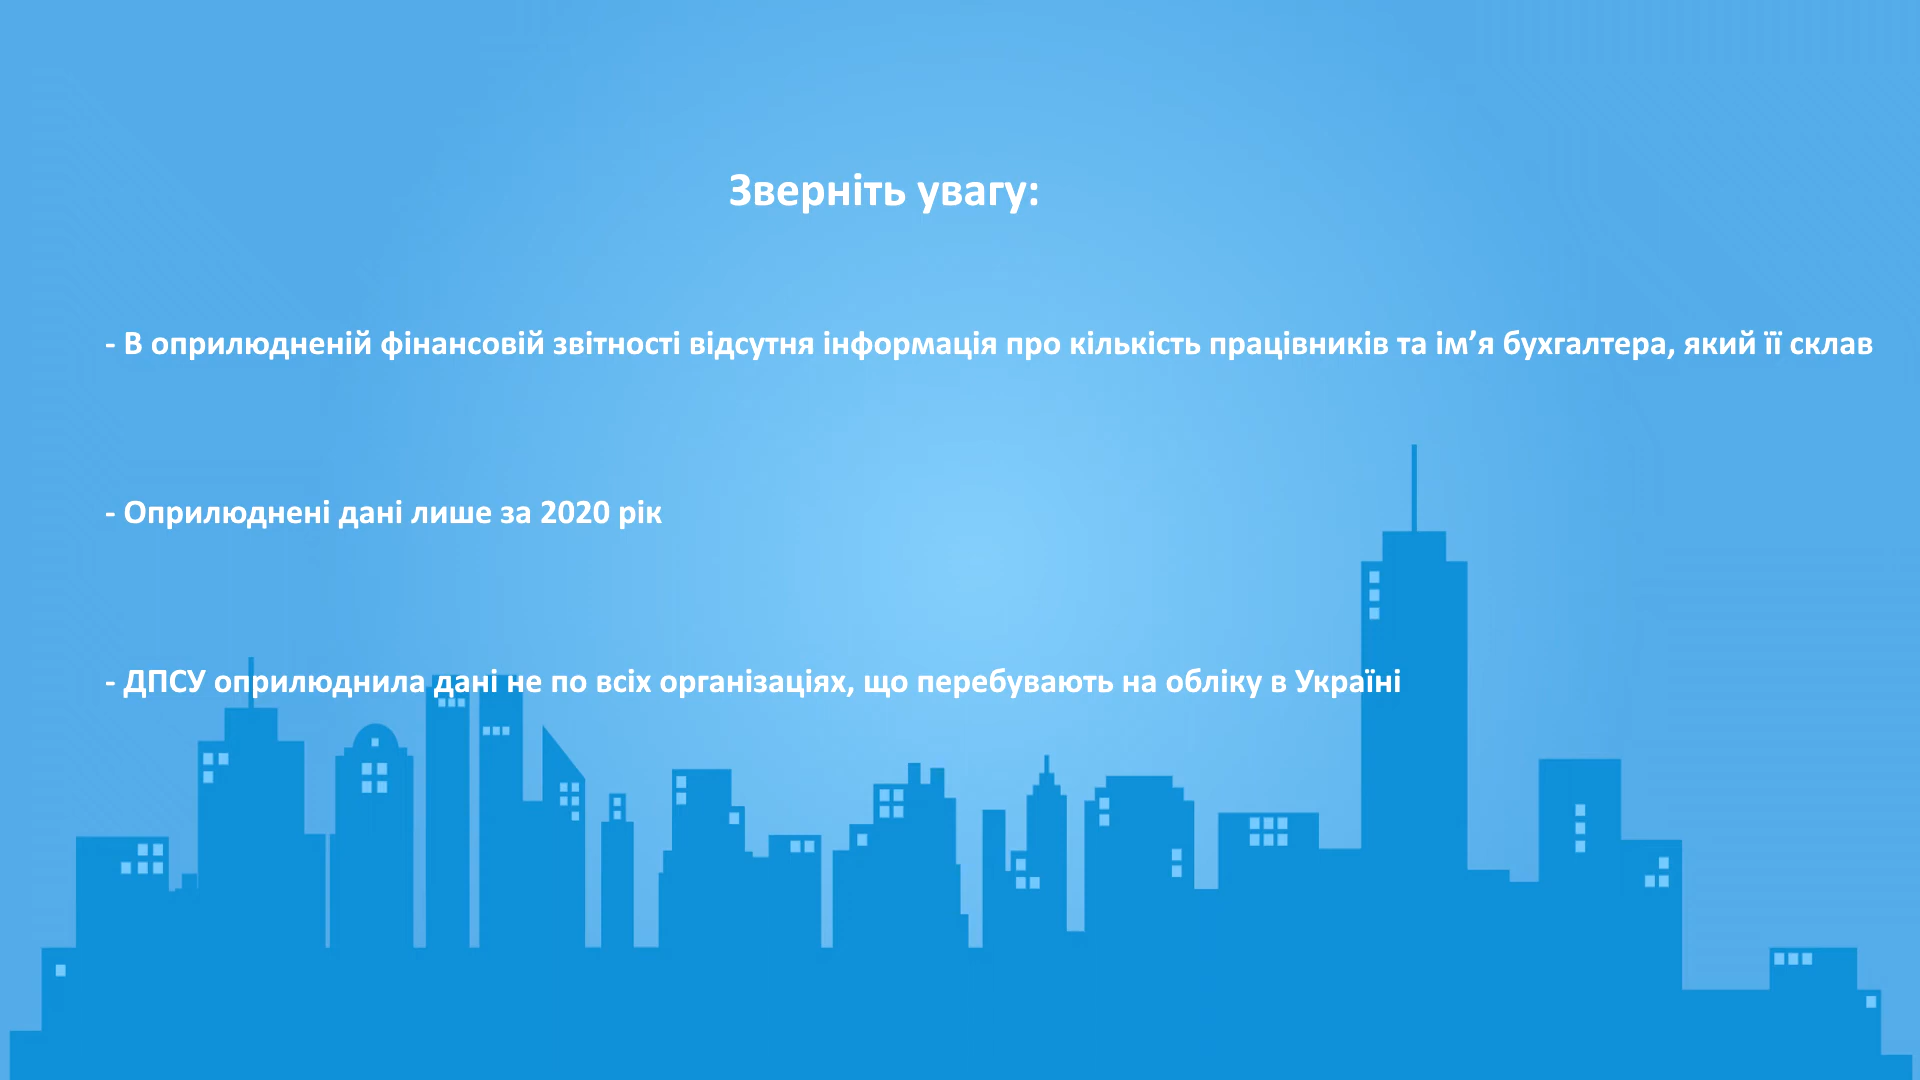 Зверніть увагу:
- В оприлюдненій фінансовій звітності відсутня інформація про кількість працівників та ім’я бухгалтера, який її склав
- Оприлюднені дані лише за 2020 рік
- ДПСУ оприлюднила дані не по всіх організаціях, що перебувають на обліку в Україні